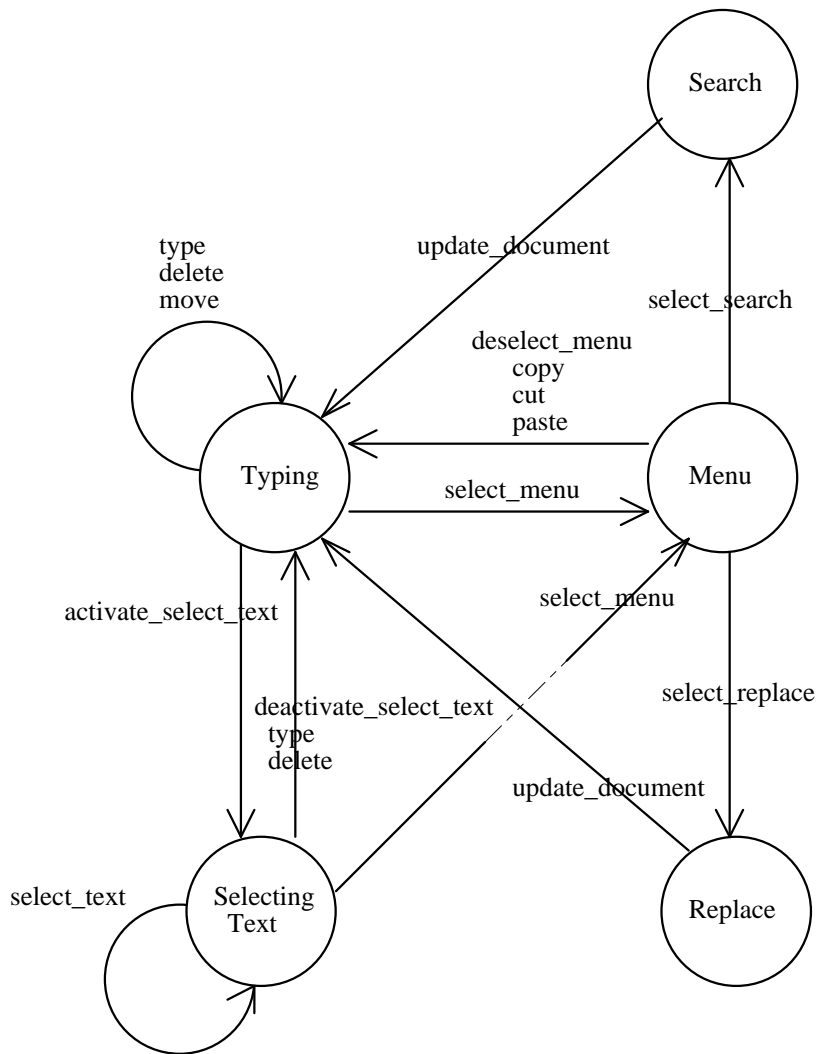 Search
update_document
type
delete
move
select_search
deselect_menu
copy
cut
paste
Typing
Menu
select_menu
select_menu
activate_select_text
select_replace
deactivate_select_text
type
delete
update_document
Selecting
Text
select_text
Replace